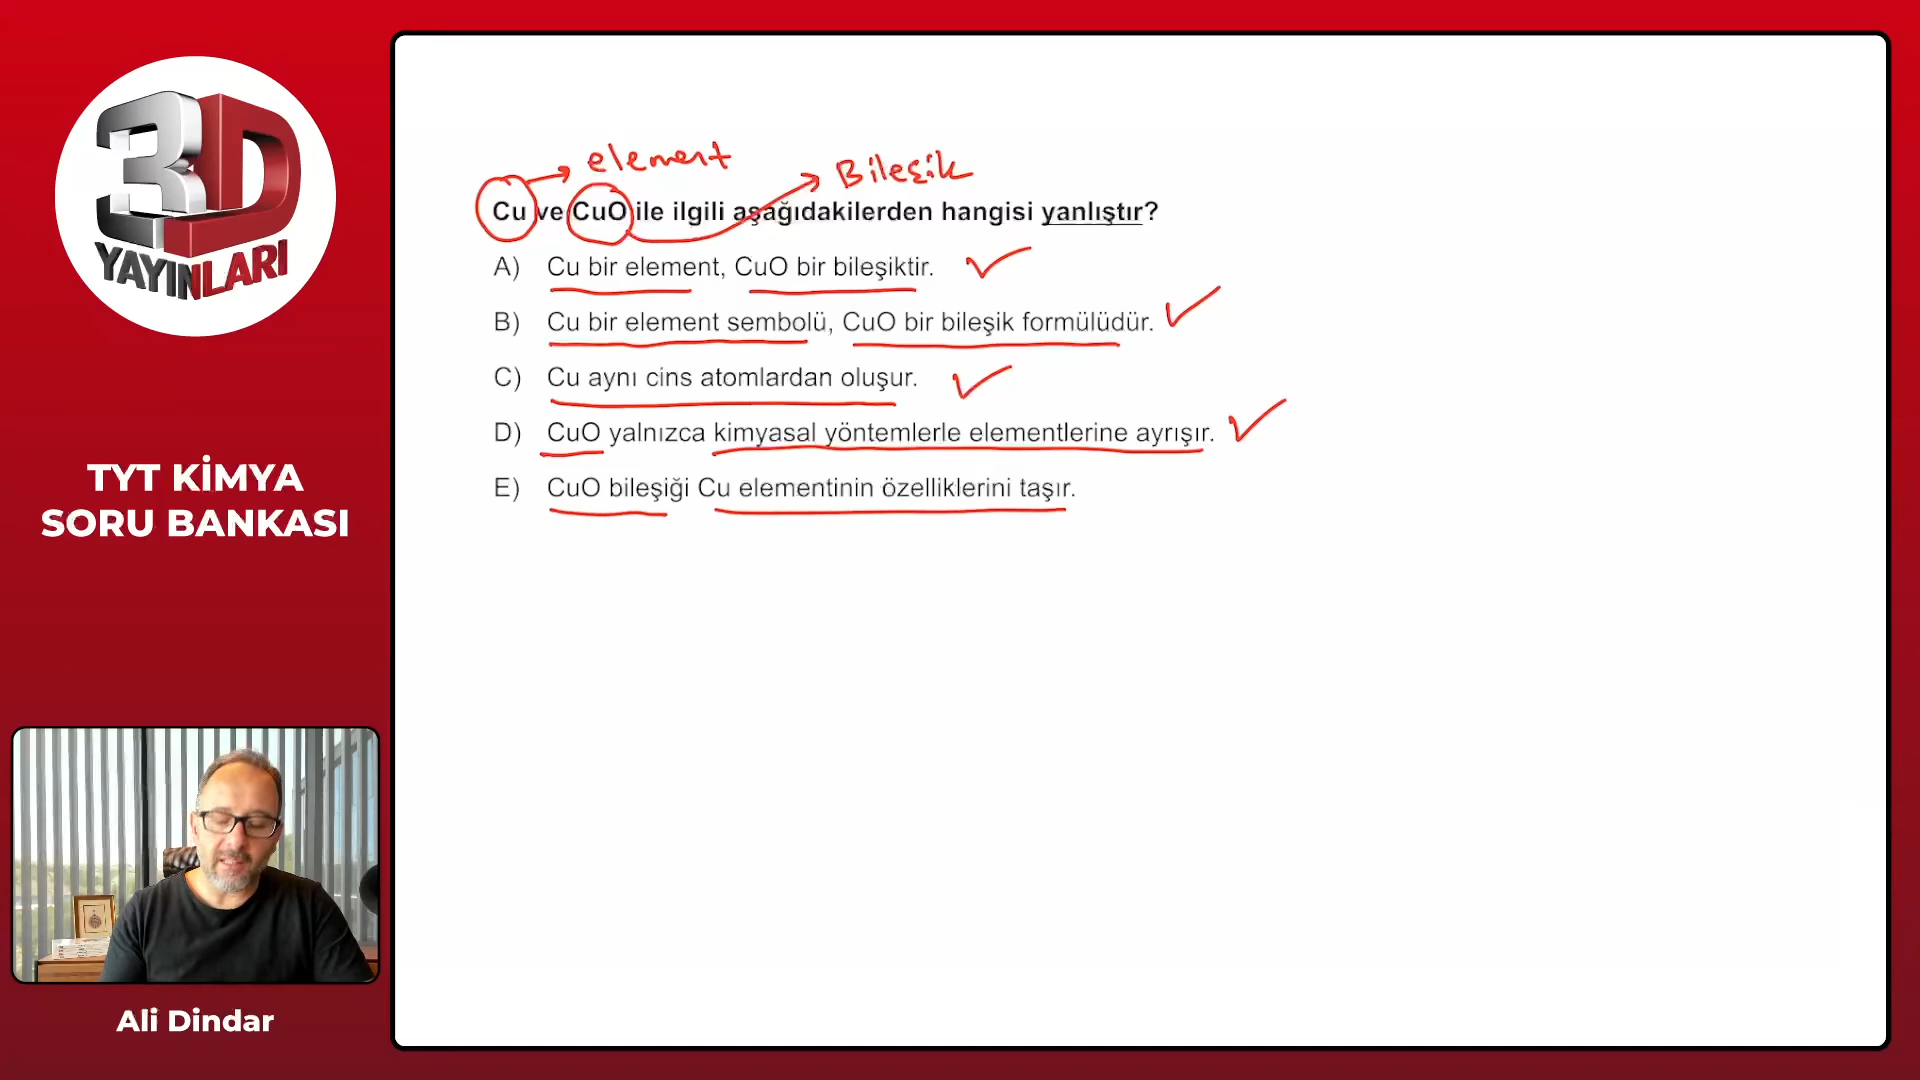 3D
YAYINLARI
TYT KİMYA
SORU BANKASI
Ali Dindar
element
Bileşik
Cu ve CuO ile ilgili aşağıdakilerden hangisi yanlıştır?
A) Cu bir element, CuO bir bileşiktir.
B) Cu bir element sembolü, CuO bir bileşik formülüdür.
C) Cu aynı cins atomlardan oluşur.
D) CuO yalnızca kimyasal yöntemlerle elementlerine ayrışır.
E) CuO bileşiği Cu elementinin özelliklerini taşır.